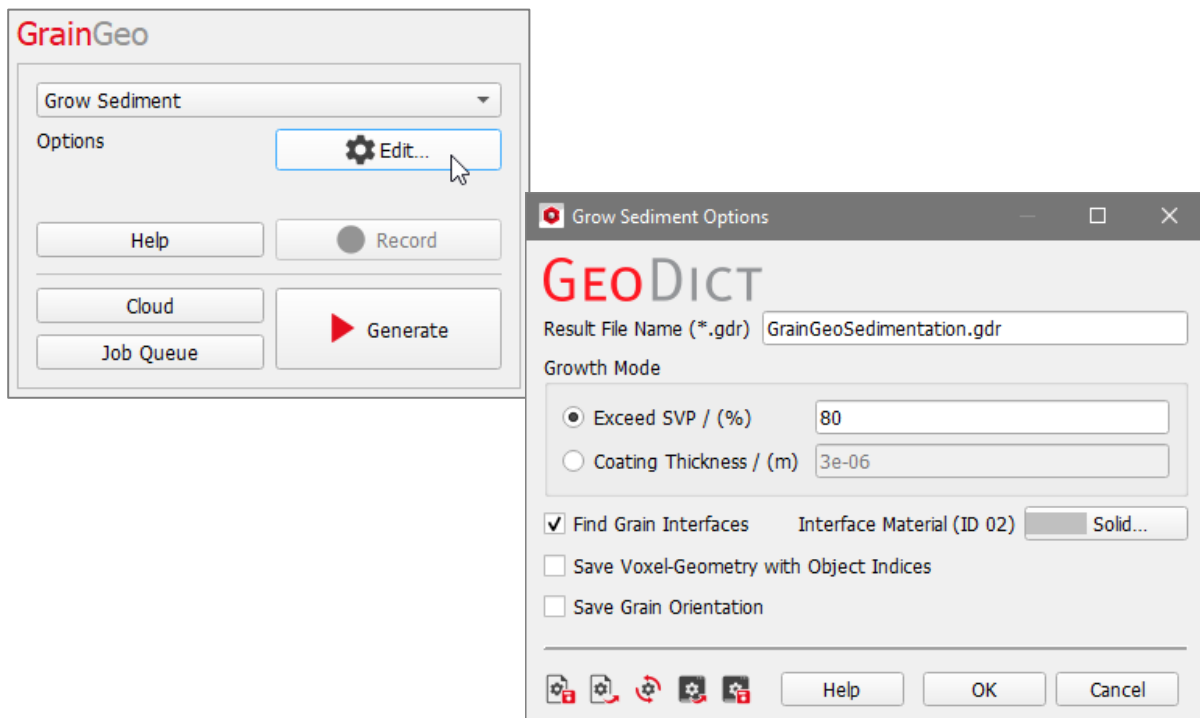 GrainGeo
Grow Sediment
Options
Edit...
Help
Record
Cloud
Generate
Job Queue
Grow Sediment Options
GEODICT
Result File Name (*.gdr) GrainGeoSedimentation.gdr
Growth Mode
Exceed SVP / (%) 80
Coating Thickness / (m) 3e-06
Find Grain Interfaces Interface Material (ID 02) Solid...
Save Voxel-Geometry with Object Indices
Save Grain Orientation
Help OK Cancel